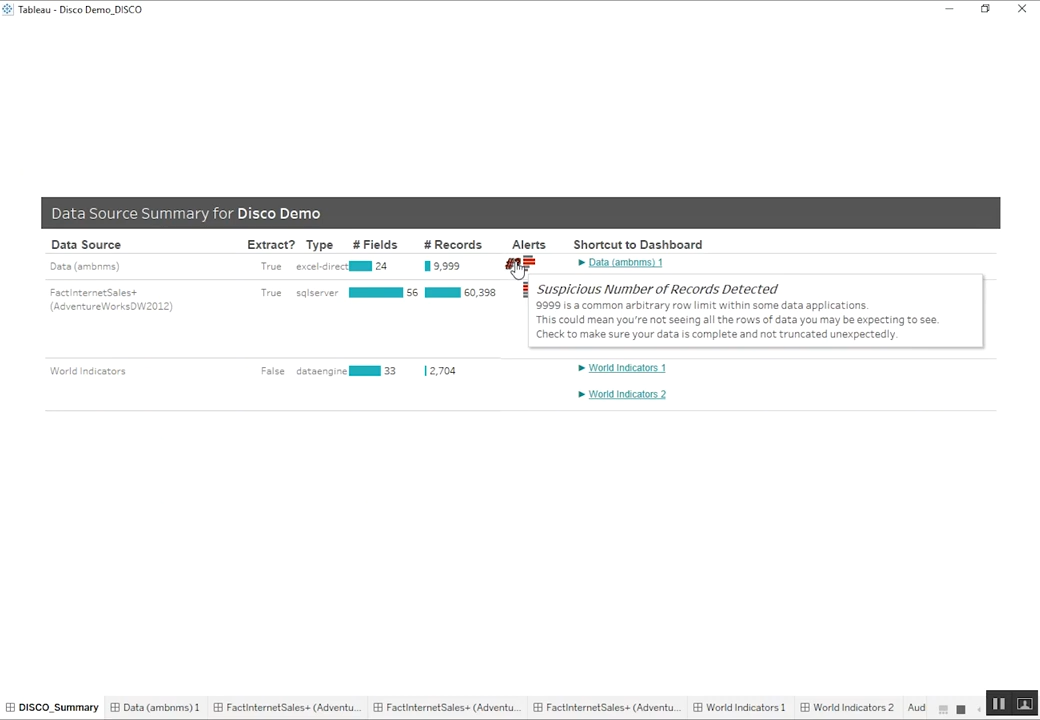 Tableau - Disco Demo_DISCO
Data Source Summary for Disco Demo
Data Source Extract? Type # Fields # Records Alerts Shortcut to Dashboard
Data (ambnms) True excel-direct 24 9,999 ► Data (ambnms) 1
FactInternetSales+ True sqlserver 56 60,398
(AdventureWorksDW2012)
Suspicious Number of Records Detected
9999 is a common arbitrary row limit within some data applications.
This could mean you're not seeing all the rows of data you may be expecting to see.
Check to make sure your data is complete and not truncated unexpectedly.
World Indicators False dataengine 33 2,704 ► World Indicators 1
► World Indicators 2
DISCO_Summary Data (ambnms) 1 FactInternetSales+ (Adventu... FactInternetSales+ (Adventu... FactInternetSales+ (Adventu... World Indicators 1 World Indicators 2 Aud